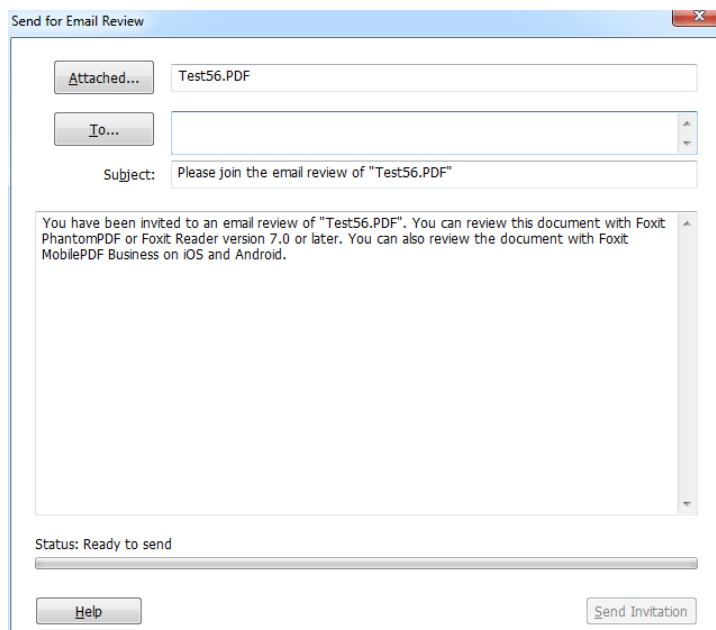 Send for Email Review
Attached...
Test56.PDF
To...
Subject:
Please join the email review of "Test56.PDF"
You have been invited to an email review of "Test56.PDF". You can review this document with Foxit
PhantomPDF or Foxit Reader version 7.0 or later. You can also review the document with Foxit
MobilePDF Business on iOS and Android.
Status: Ready to send
Help
Send Invitation